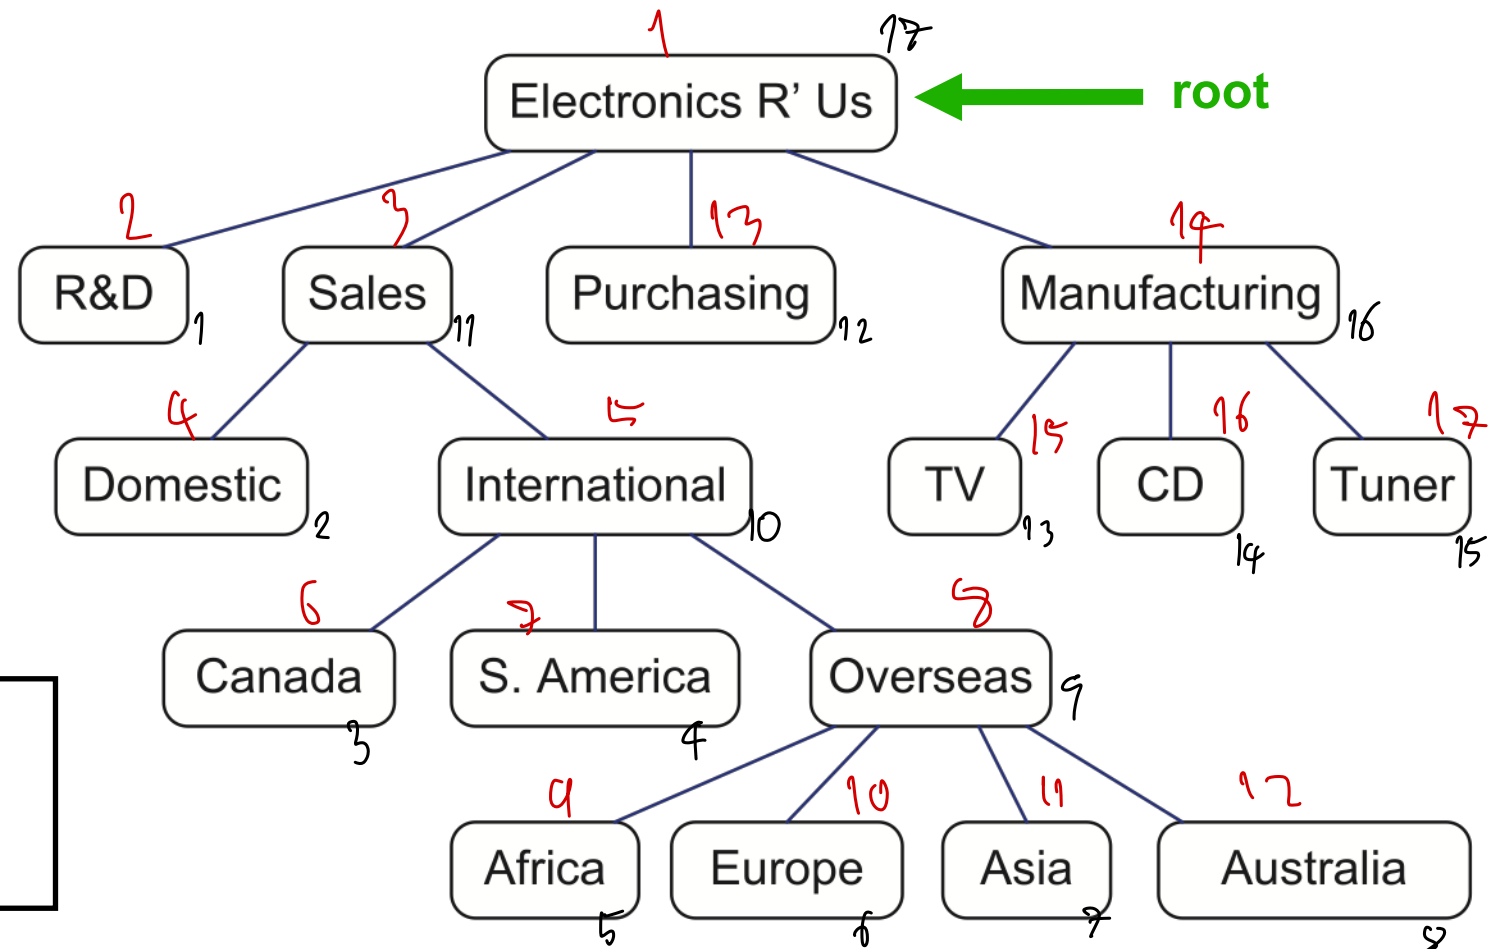 1 17
Electronics R’ Us root
2 3 13 14
R&D Sales Purchasing Manufacturing
1 11 12 16
4 5 15 16 17
Domestic International TV CD Tuner
2 10 13 14 15
6 7 8
Canada S. America Overseas
3 4 9
9 10 11 12
Africa Europe Asia Australia
5 6 7 8